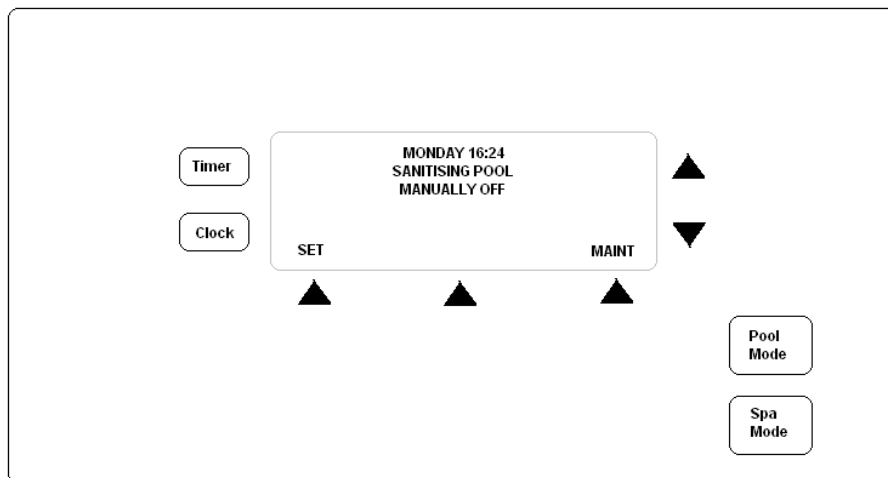 MONDAY 16:24
SANITISING POOL
MANUALLY OFF
Timer
Clock
SET
MAINT
Pool
Mode
Spa
Mode